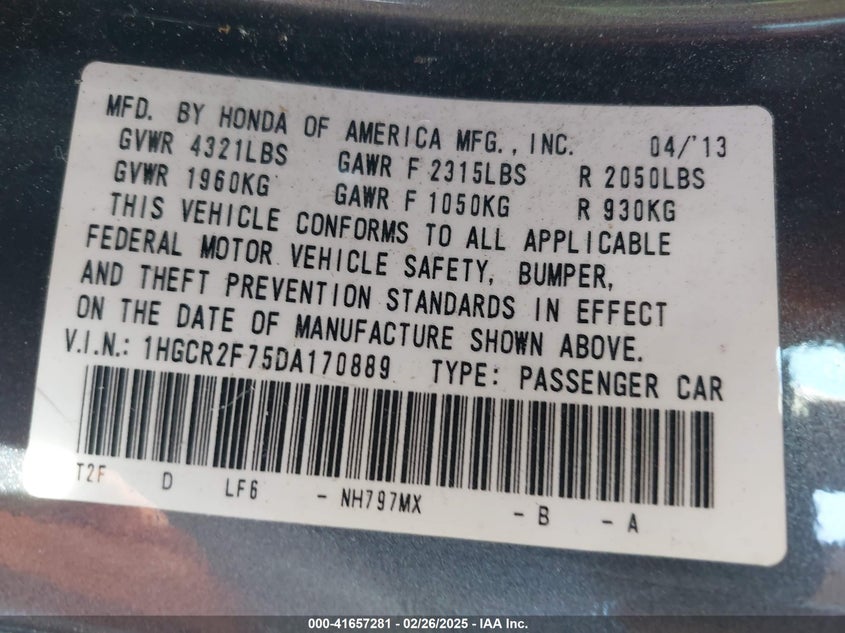 MFD. BY HONDA OF AMERICA MFG., INC. 04/'13
GVWR 4321LBS GAWR F 2315LBS R 2050LBS
GVWR 1960KG GAWR F 1050KG R 930KG
THIS VEHICLE CONFORMS TO ALL APPLICABLE
FEDERAL MOTOR VEHICLE SAFETY, BUMPER,
AND THEFT PREVENTION STANDARDS IN EFFECT
ON THE DATE OF MANUFACTURE SHOWN ABOVE.
V.I.N.: 1HGCR2F75DA170889 TYPE: PASSENGER CAR
T2F D LF6 - NH797MX - B - A
000-41657281 - 02/26/2025 - IAA Inc.